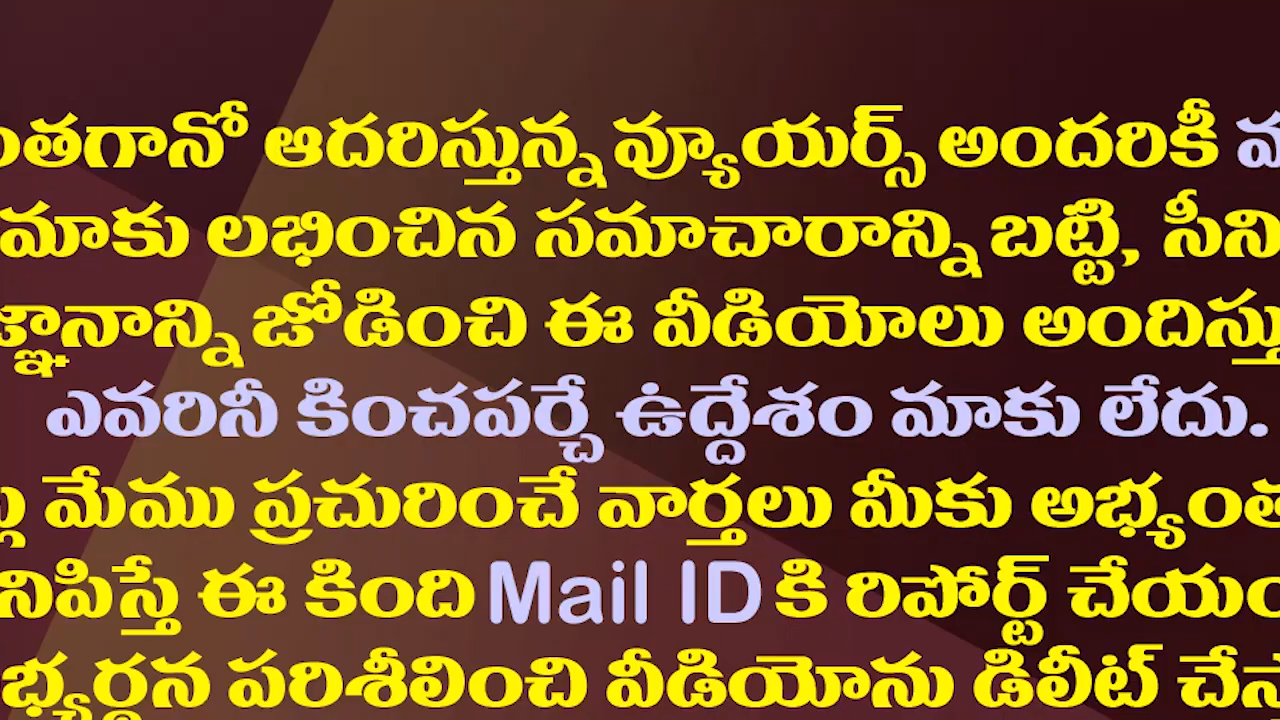 ఆదరిస్తున్న వ్యూయర్స్ అందరికీ
మాకు లభించిన సమాచారాన్ని బట్టి,
జోడించి ఈ వీడియోలు
ఎవరినీ కించపర్చే ఉద్దేశం మాకు లేదు.
మేము ప్రచురించే వార్తలు మీకు
ఈ కింది Mail ID కి రిపోర్ట్
పరిశీలించి వీడియోను డిలీట్